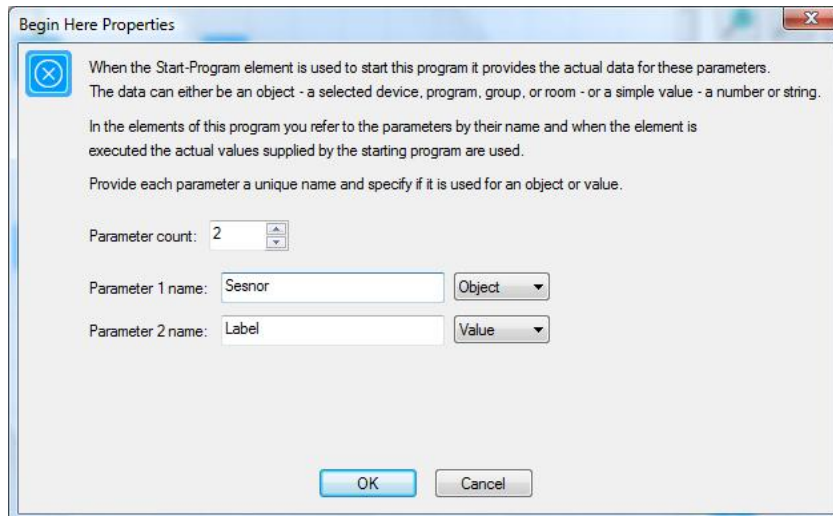 Begin Here Properties
When the Start-Program element is used to start this program it provides the actual data for these parameters.
The data can either be an object - a selected device, program, group, or room - or a simple value - a number or string.
In the elements of this program you refer to the parameters by their name and when the element is
executed the actual values supplied by the starting program are used.
Provide each parameter a unique name and specify if it is used for an object or value.
Parameter count: 2
Parameter 1 name: Sesnor Object
Parameter 2 name: Label Value
OK Cancel